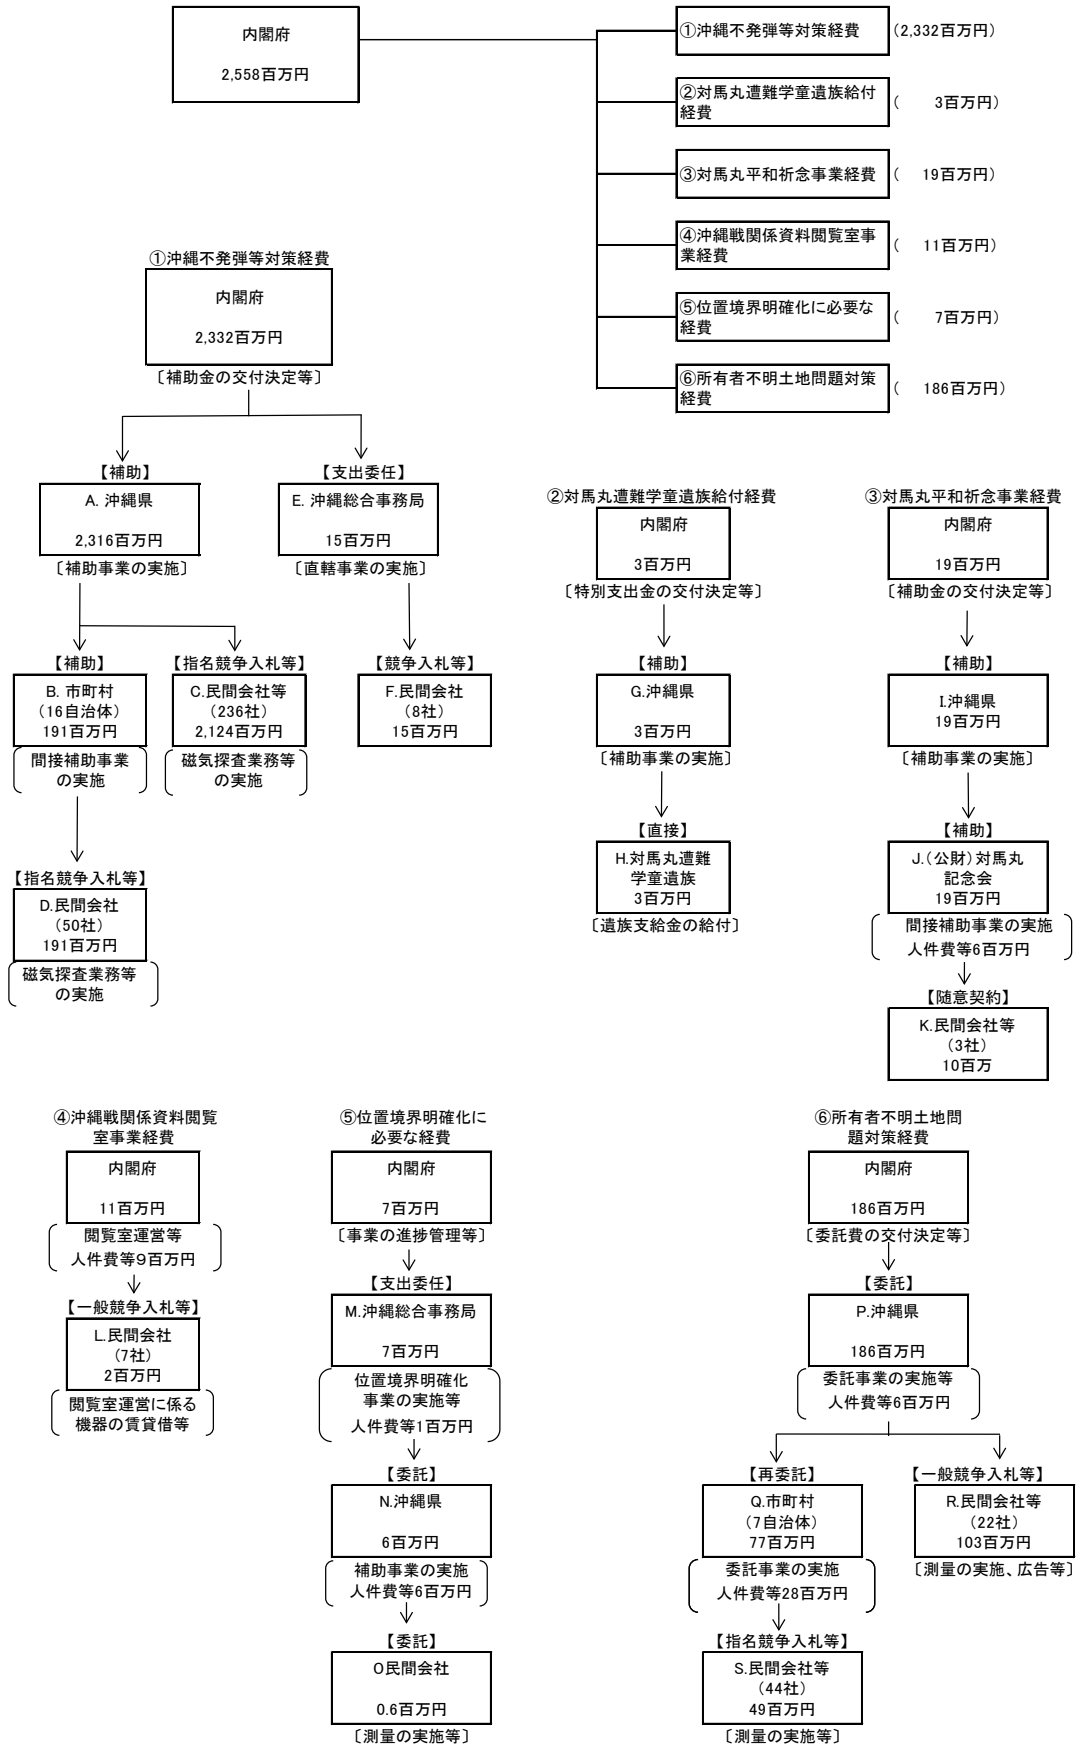 内閣府
2,558百万円
①沖縄不発弾等対策経費
(2,332百万円)
②対馬丸遭難学童遺族給付
経費
(　　3百万円)
③対馬丸平和祈念事業経費
(　19百万円)
④沖縄戦関係資料閲覧室事
業経費
(　11百万円)
⑤位置境界明確化に必要な
経費
(　　7百万円)
⑥所有者不明土地問題対策
経費
(　186百万円)
①沖縄不発弾等対策経費
内閣府
2,332百万円
〔補助金の交付決定等〕
【補助】
A. 沖縄県
2,316百万円
〔補助事業の実施〕
【支出委任】
E. 沖縄総合事務局
15百万円
〔直轄事業の実施〕
【補助】
B. 市町村
(16自治体)
191百万円
間接補助事業
の実施
【指名競争入札等】
C.民間会社等
(236社)
2,124百万円
磁気探査業務等
の実施
【競争入札等】
F.民間会社
(8社)
15百万円
【指名競争入札等】
D.民間会社
(50社)
191百万円
磁気探査業務等
の実施
②対馬丸遭難学童遺族給付経費
内閣府
3百万円
〔特別支出金の交付決定等〕
【補助】
G.沖縄県
3百万円
〔補助事業の実施〕
【直接】
H.対馬丸遭難
学童遺族
3百万円
〔遺族支給金の給付〕
③対馬丸平和祈念事業経費
内閣府
19百万円
〔補助金の交付決定等〕
【補助】
I.沖縄県
19百万円
〔補助事業の実施〕
【補助】
J.(公財)対馬丸
記念会
19百万円
間接補助事業の実施
人件費等6百万円
【随意契約】
K.民間会社等
(3社)
10百万
④沖縄戦関係資料閲覧
室事業経費
内閣府
11百万円
閲覧室運営等
人件費等9百万円
【一般競争入札等】
L.民間会社
(7社)
2百万円
閲覧室運営に係る
機器の賃貸借等
⑤位置境界明確化に
必要な経費
内閣府
7百万円
〔事業の進捗管理等〕
【支出委任】
M.沖縄総合事務局
7百万円
位置境界明確化
事業の実施等
人件費等1百万円
【委託】
N.沖縄県
6百万円
補助事業の実施
人件費等6百万円
【委託】
O民間会社
0.6百万円
〔測量の実施等〕
⑥所有者不明土地問
題対策経費
内閣府
186百万円
〔委託費の交付決定等〕
【委託】
P.沖縄県
186百万円
委託事業の実施等
人件費等6百万円
【再委託】
Q.市町村
(7自治体)
77百万円
委託事業の実施
人件費等28百万円
【一般競争入札等】
R.民間会社等
(22社)
103百万円
〔測量の実施、広告等〕
【指名競争入札等】
S.民間会社等
(44社)
49百万円
〔測量の実施等〕